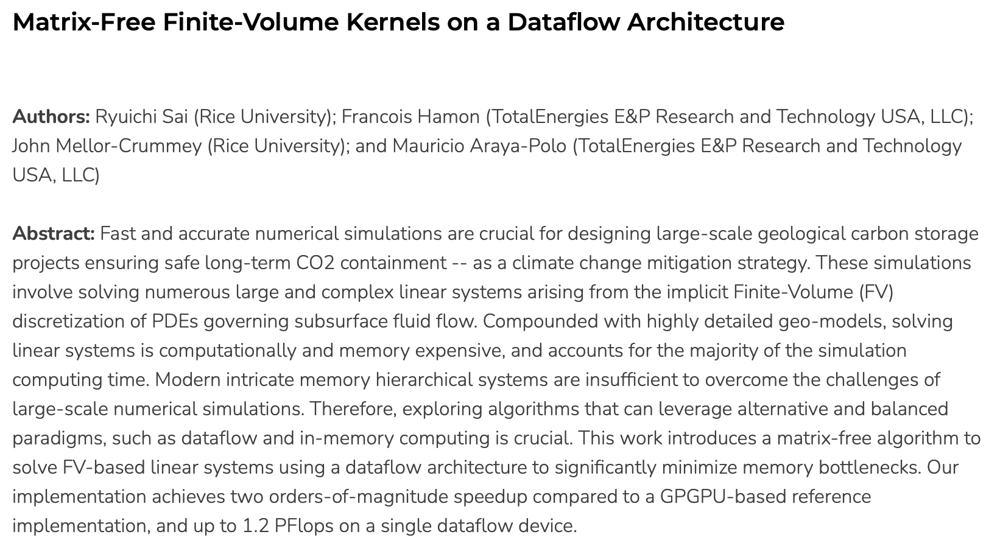 Matrix-Free Finite-Volume Kernels on a Dataflow Architecture
Authors: Ryuichi Sai (Rice University); Francois Hamon (TotalEnergies E&P Research and Technology USA, LLC);
John Mellor-Crummey (Rice University); and Mauricio Araya-Polo (TotalEnergies E&P Research and Technology
USA, LLC)
Abstract: Fast and accurate numerical simulations are crucial for designing large-scale geological carbon storage
projects ensuring safe long-term CO2 containment -- as a climate change mitigation strategy. These simulations
involve solving numerous large and complex linear systems arising from the implicit Finite-Volume (FV)
discretization of PDEs governing subsurface fluid flow. Compounded with highly detailed geo-models, solving
linear systems is computationally and memory expensive, and accounts for the majority of the simulation
computing time. Modern intricate memory hierarchical systems are insufficient to overcome the challenges of
large-scale numerical simulations. Therefore, exploring algorithms that can leverage alternative and balanced
paradigms, such as dataflow and in-memory computing is crucial. This work introduces a matrix-free algorithm to
solve FV-based linear systems using a dataflow architecture to significantly minimize memory bottlenecks. Our
implementation achieves two orders-of-magnitude speedup compared to a GPGPU-based reference
implementation, and up to 1.2 PFlops on a single dataflow device.